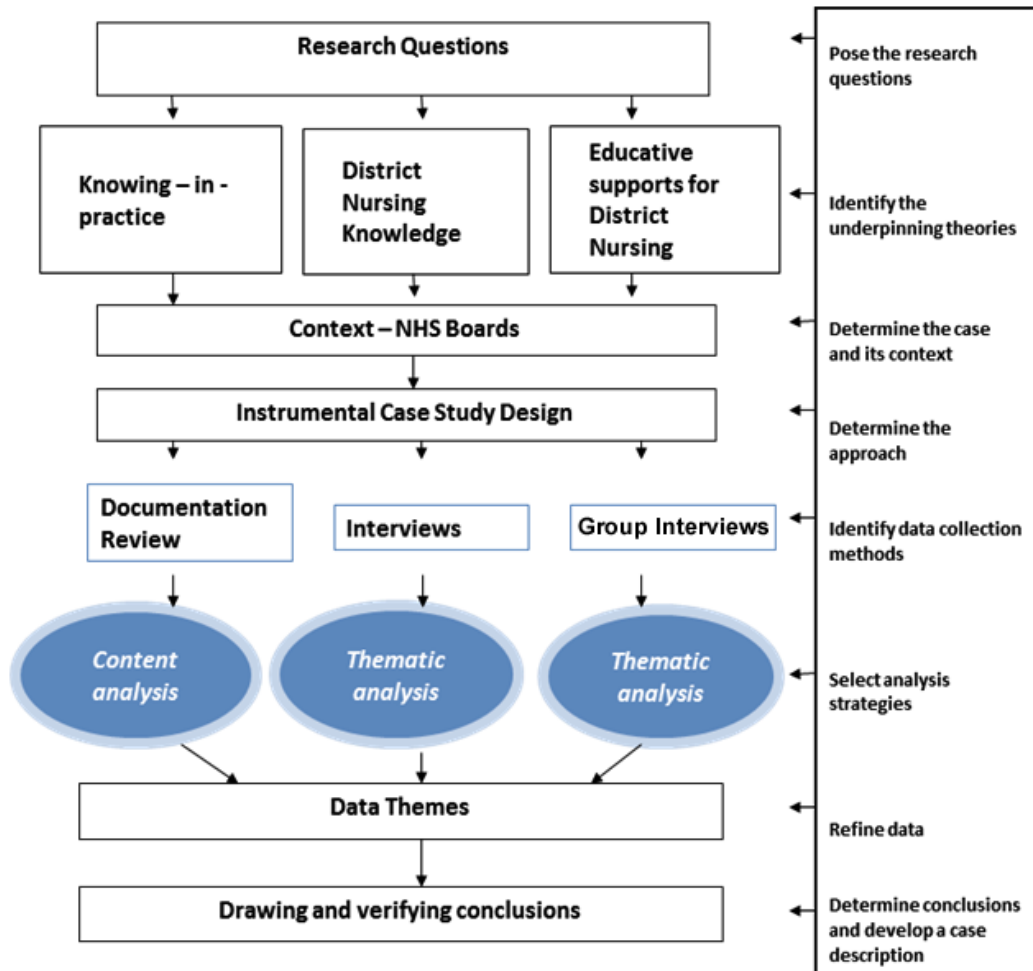 Research Questions
Pose the research
questions
Knowing – in -
practice
District
Nursing
Knowledge
Educative
supports for
District
Nursing
Identify the
underpinning theories
Context – NHS Boards
Determine the case
and its context
Instrumental Case Study Design
Determine the
approach
Documentation
Review
Interviews
Group Interviews
Identify data collection
methods
Content
analysis
Thematic
analysis
Thematic
analysis
Select analysis
strategies
Data Themes
Refine data
Drawing and verifying conclusions
Determine conclusions
and develop a case
description